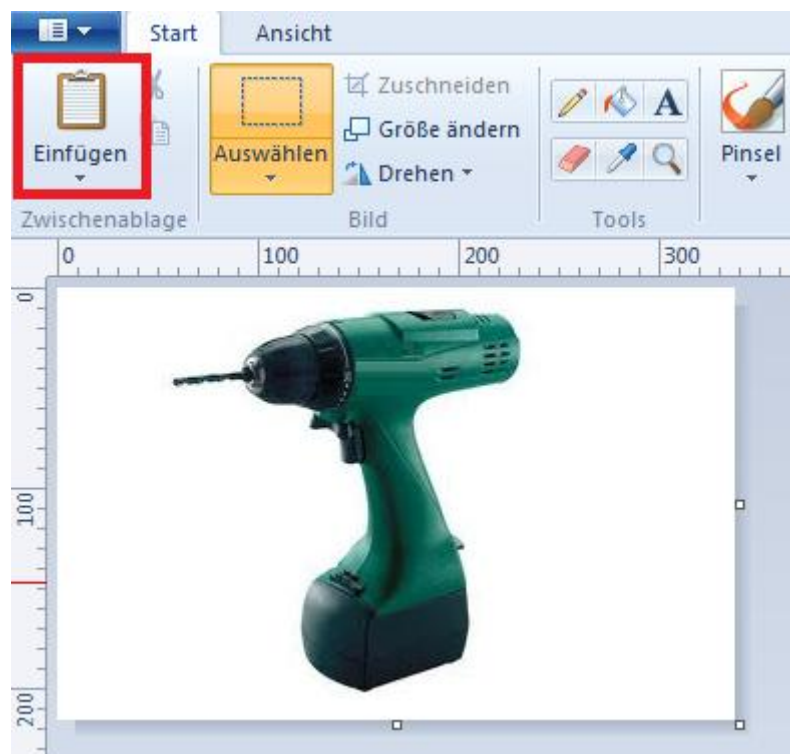 Start Ansicht
Einfügen
Auswählen
Zuschneiden
Größe ändern
Drehen
A
Pinsel
Zwischenablage Bild Tools
0 100 200 300
0
100
200